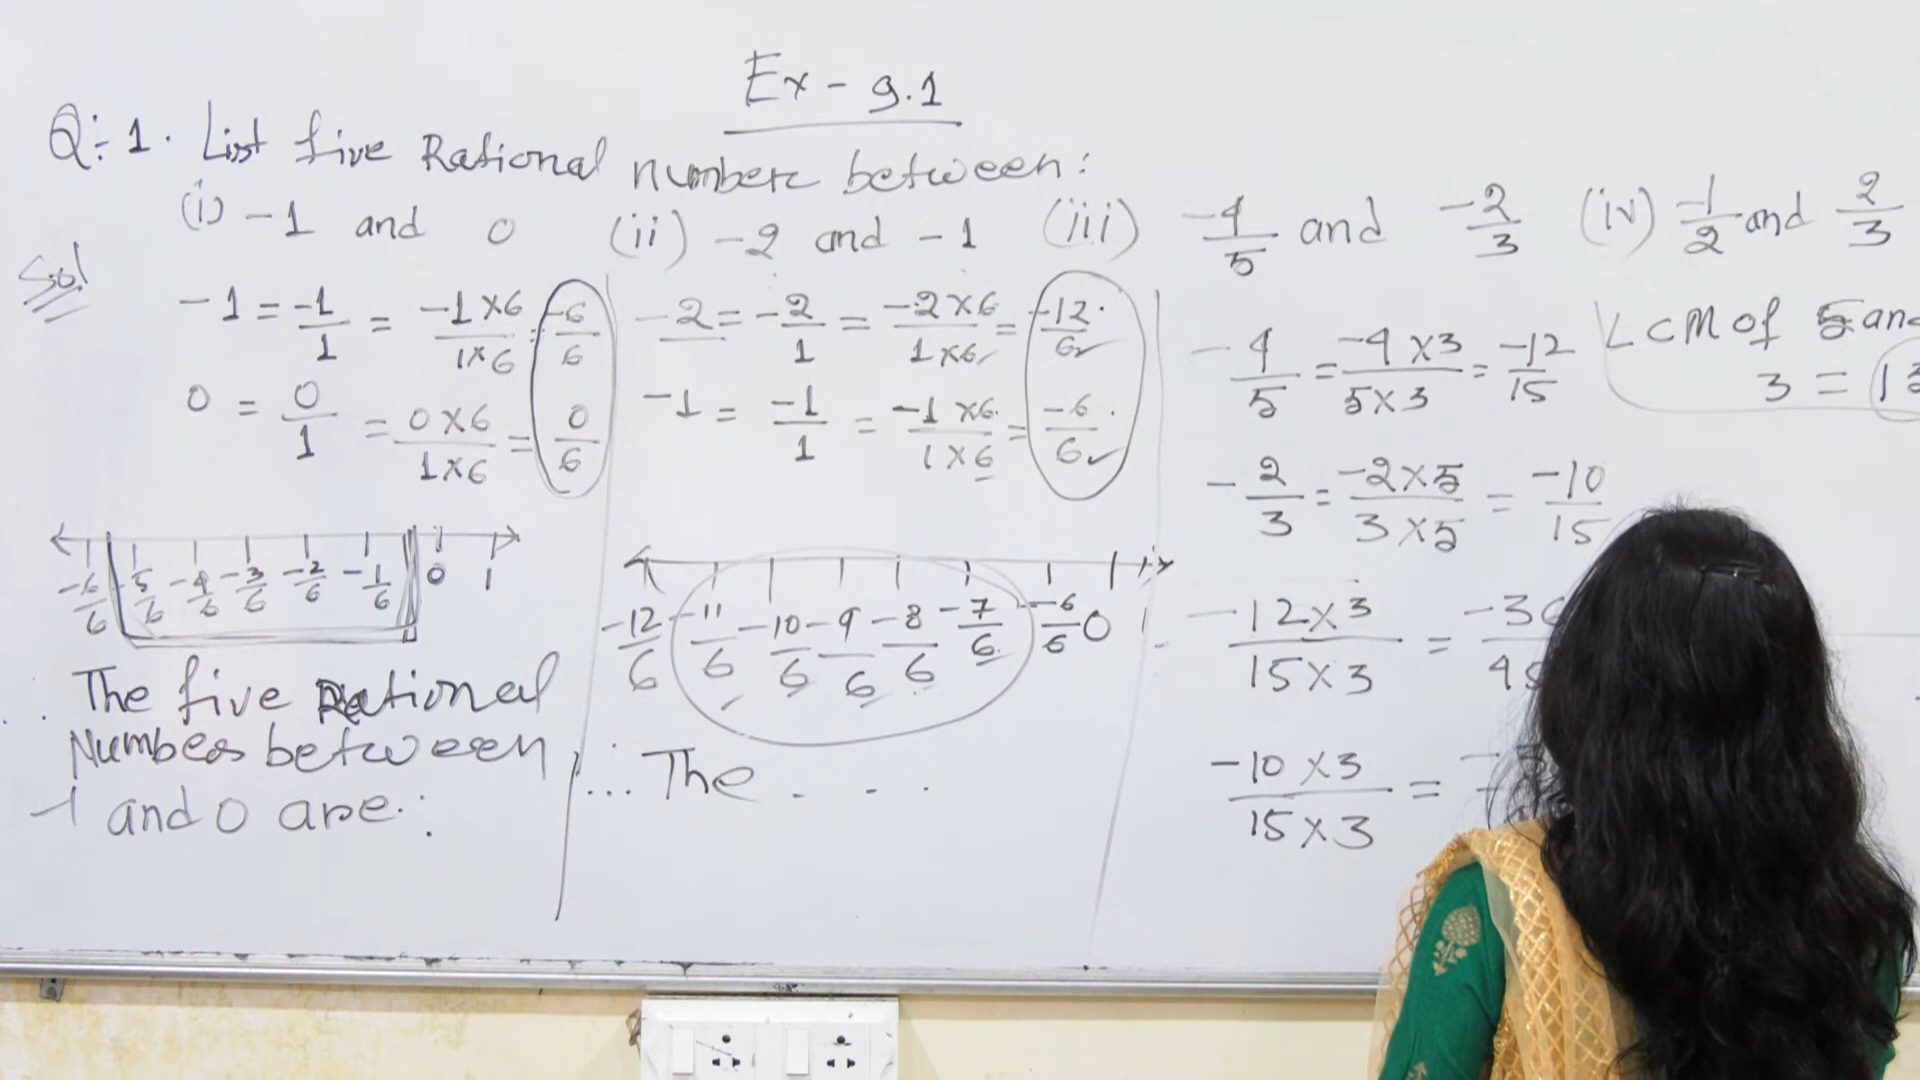 Ex - 9.1
Q:- 1. List five Rational number between:
(i) -1 and 0 (ii) -2 and -1 (iii) -4/5 and -2/3 (iv) -1/2 and 2/3
Sol
-1 = -1/1 = -1×6/1×6 = -6/6
0 = 0/1 = 0×6/1×6 = 0/6
-6/6 -5/6 -4/6 -3/6 -2/6 -1/6 0 1
The five Rational
Numbers between
-1 and 0 are:
-2 = -2/1 = -2×6/1×6 = -12/6
-1 = -1/1 = -1×6/1×6 = -6/6
-12/6 -11/6 -10/6 -9/6 -8/6 -7/6 -6/6 0 1
... The - - -
-4/5 = -4×3/5×3 = -12/15
LCM of 5 and
3 =
-2/3 = -2×5/3×5 = -10/15
-12×3/15×3 =
-10×3/15×3 =